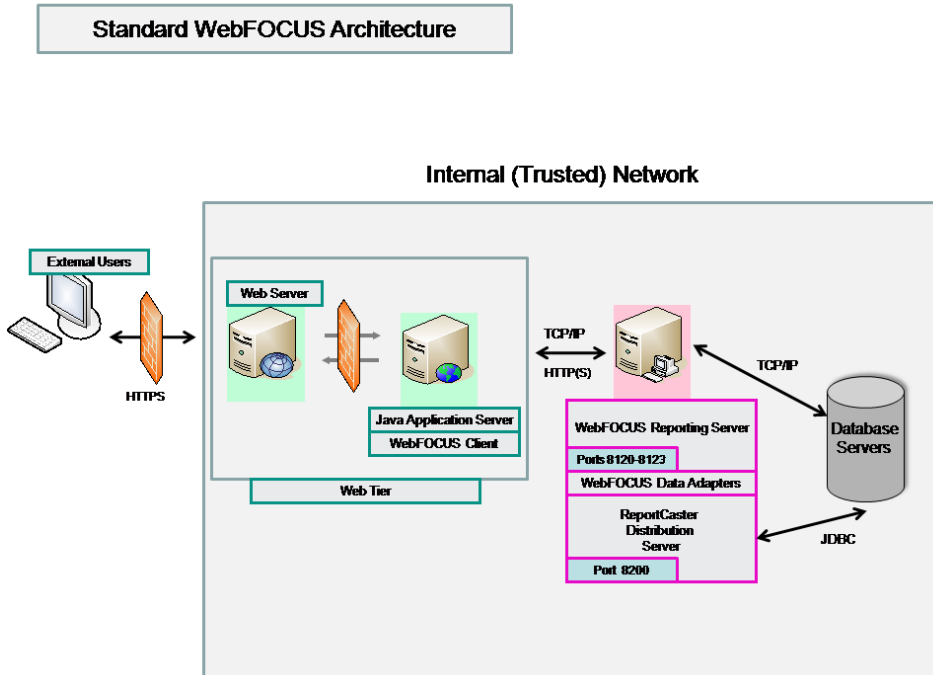 Standard WebFOCUS Architecture
Internal (Trusted) Network
External Users
HTTPS
Web Server
Java Application Server
WebFOCUS Client
Web Tier
TCP/IP
HTTP(S)
WebFOCUS Reporting Server
Ports 8120-8123
WebFOCUS Data Adapters
ReportCaster
Distribution
Server
Port 8200
TCP/IP
Database
Servers
JDBC